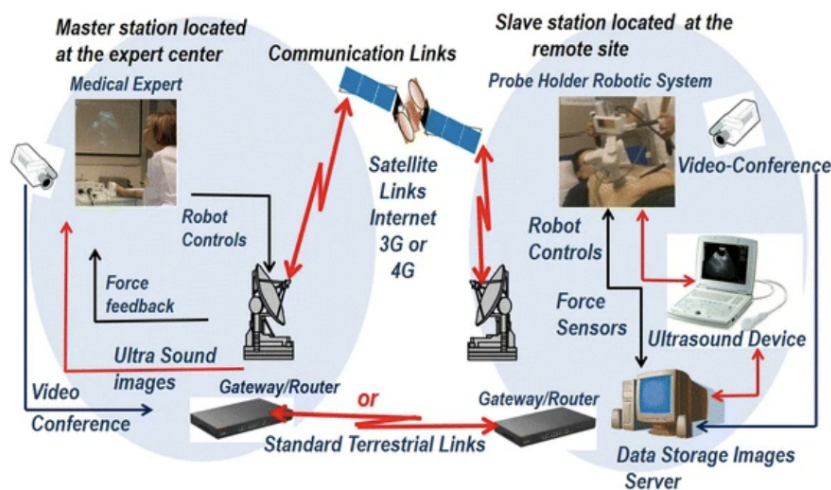 Master station located
at the expert center
Medical Expert
Communication Links
Slave station located at the
remote site
Probe Holder Robotic System
Video-Conference
Satellite
Links
Internet
3G or
4G
Robot
Controls
Force
feedback
Ultra Sound
images
Video
Conference
Gateway/Router
or
Standard Terrestrial Links
Gateway/Router
Robot
Controls
Force
Sensors
Ultrasound Device
Data Storage Images
Server